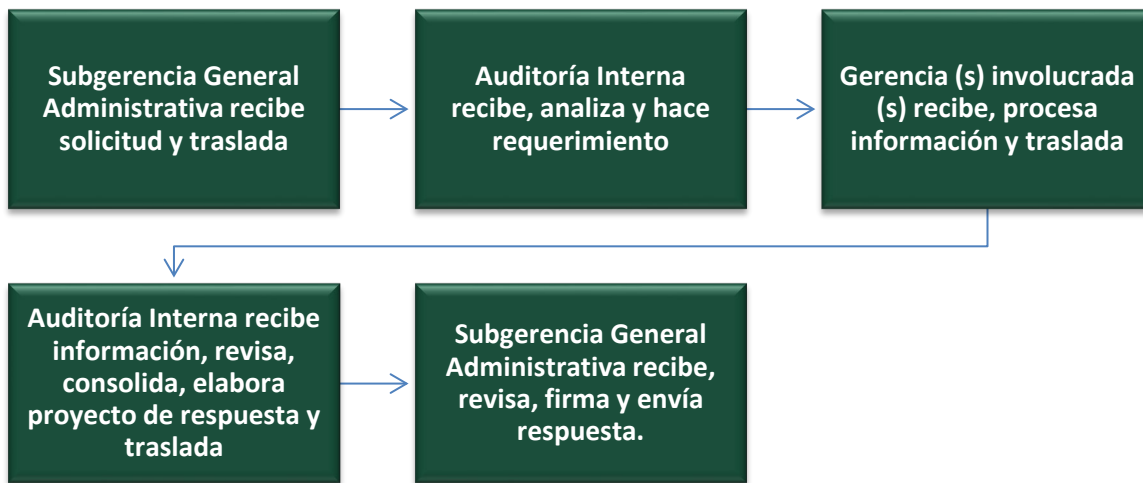 Subgerencia General
Administrativa recibe
solicitud y traslada
Auditoría Interna
recibe, analiza y hace
requerimiento
Gerencia (s) involucrada
(s) recibe, procesa
información y traslada
Auditoría Interna recibe
información, revisa,
consolida, elabora
proyecto de respuesta y
traslada
Subgerencia General
Administrativa recibe,
revisa, firma y envía
respuesta.